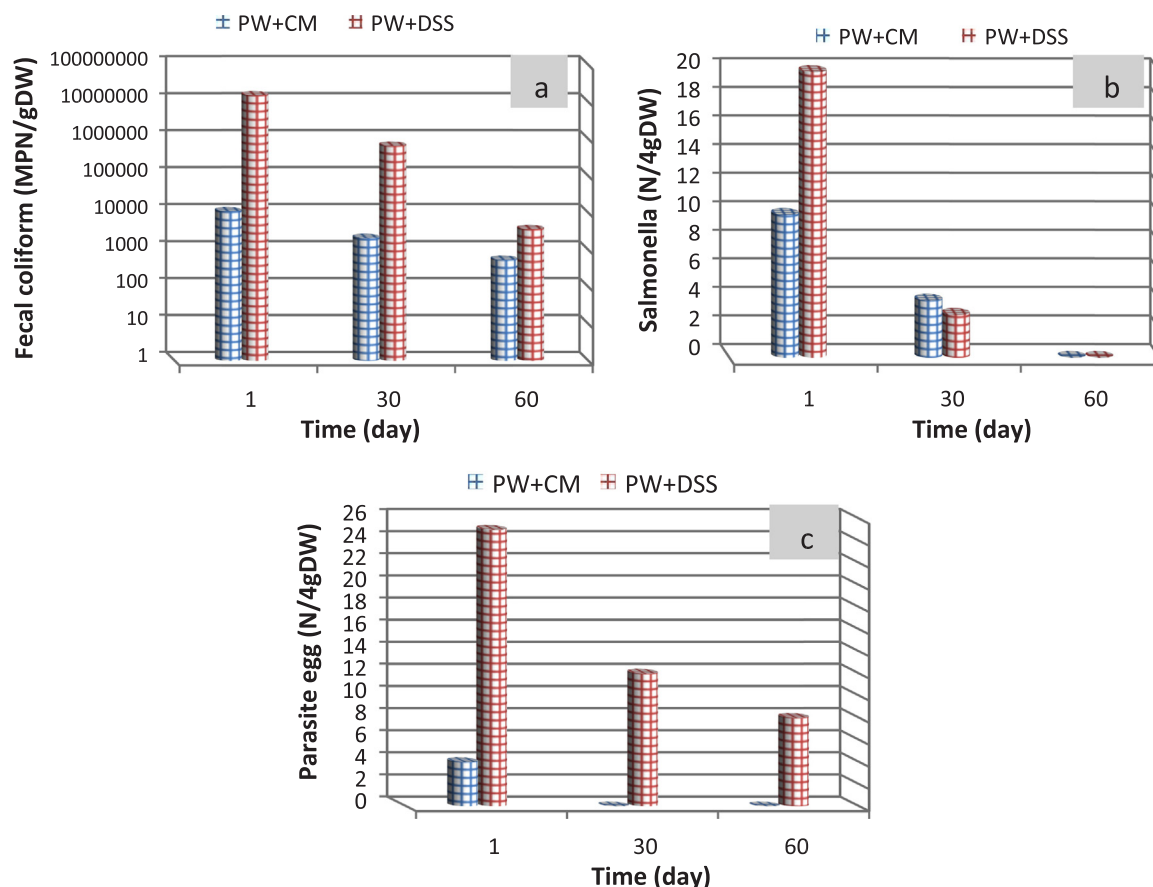 PW+CM PW+DSS
a
Fecal coliform (MPN/gDW)
100000000
10000000
1000000
100000
10000
1000
100
10
1
1 30 60
Time (day)
PW+CM PW+DSS
b
Salmonella (N/4gDW)
20
18
16
14
12
10
8
6
4
2
0
1 30 60
Time (day)
PW+CM PW+DSS
c
Parasite egg (N/4gDW)
26
24
22
20
18
16
14
12
10
8
6
4
2
0
1 30 60
Time (day)